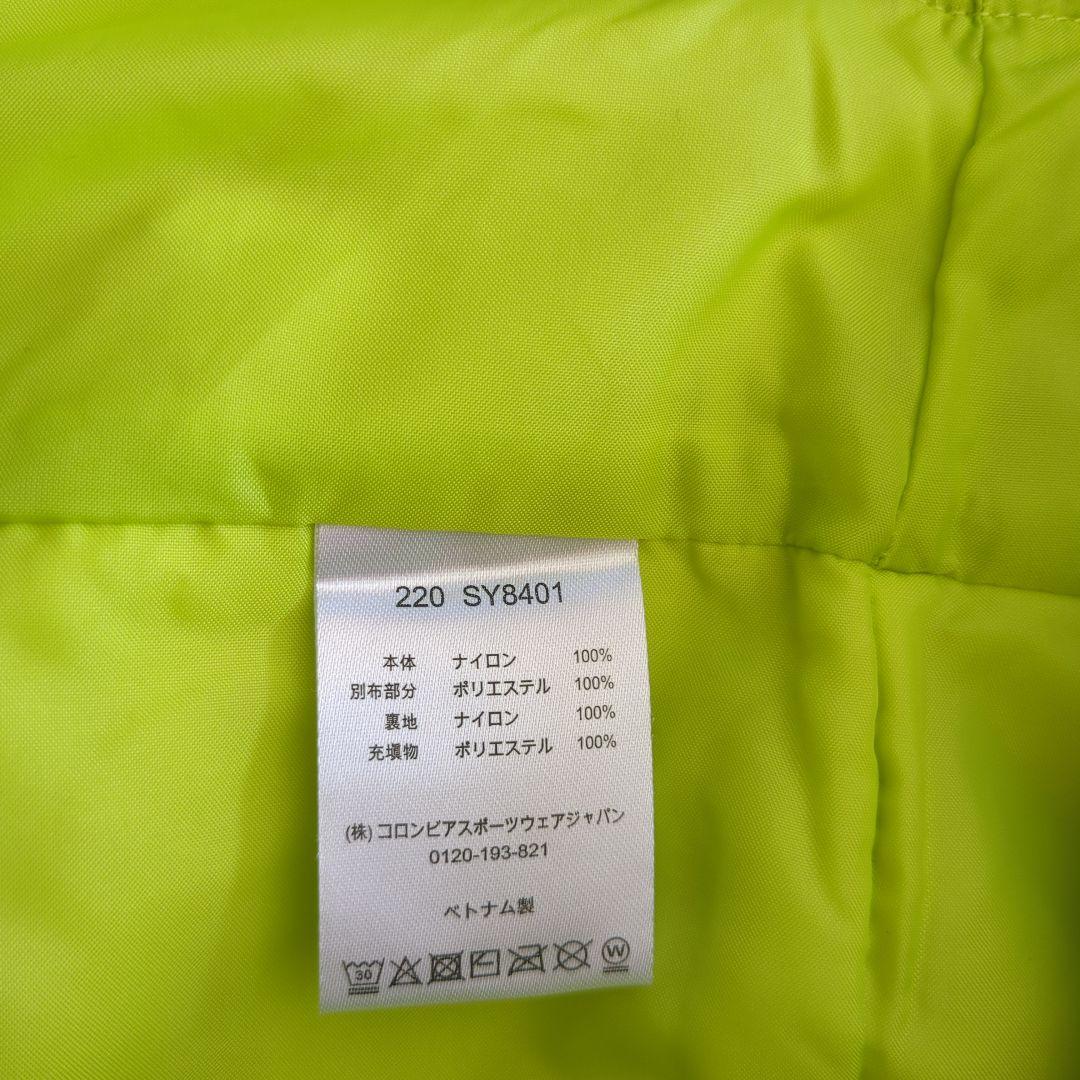 220 SY8401
本体 ナイロン 100%
別布部分 ポリエステル 100%
裏地 ナイロン 100%
充塡物 ポリエステル 100%
(株)コロンビアスポーツウェアジャパン
0120-193-821
ベトナム製
30 W